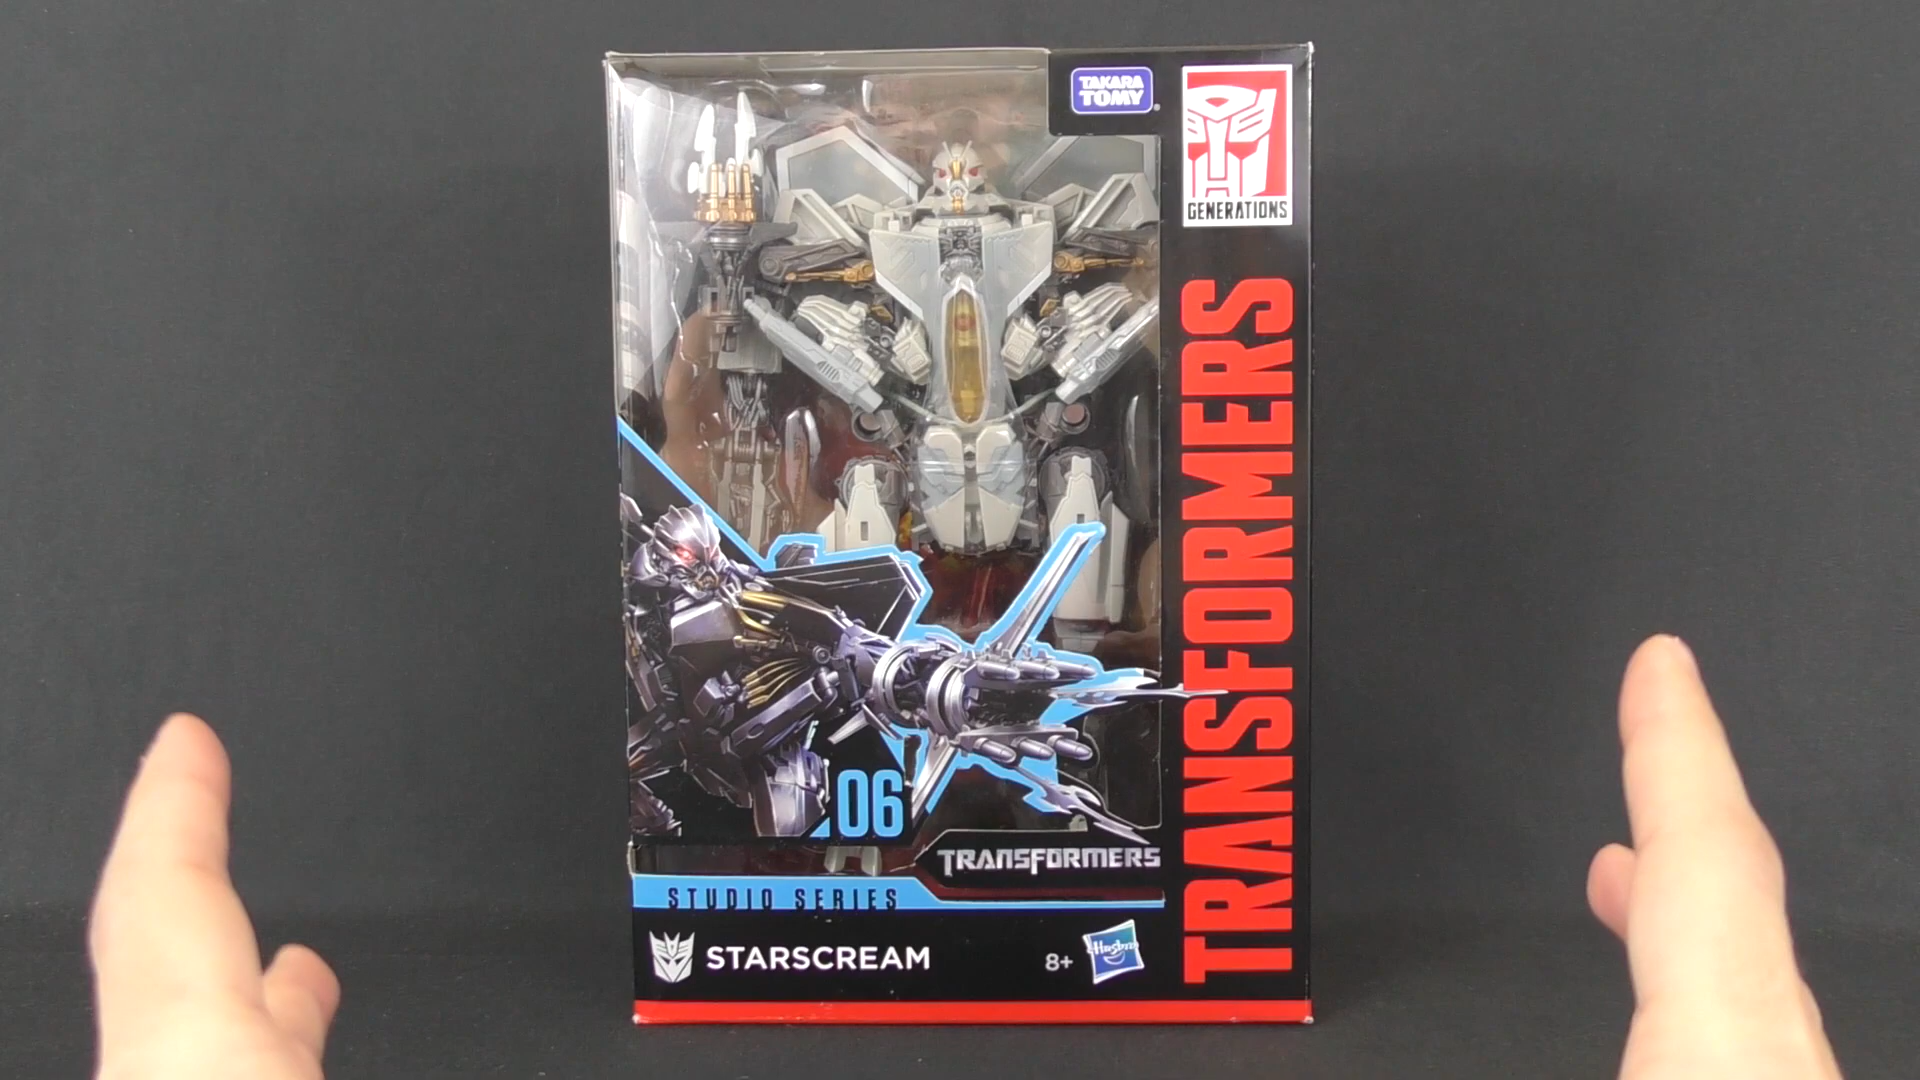 TAKARA
TOMY
GENERATIONS
TRANSFORMERS
06
TRANSFORMERS
STUDIO SERIES
STARSCREAM
8+
Hasbro